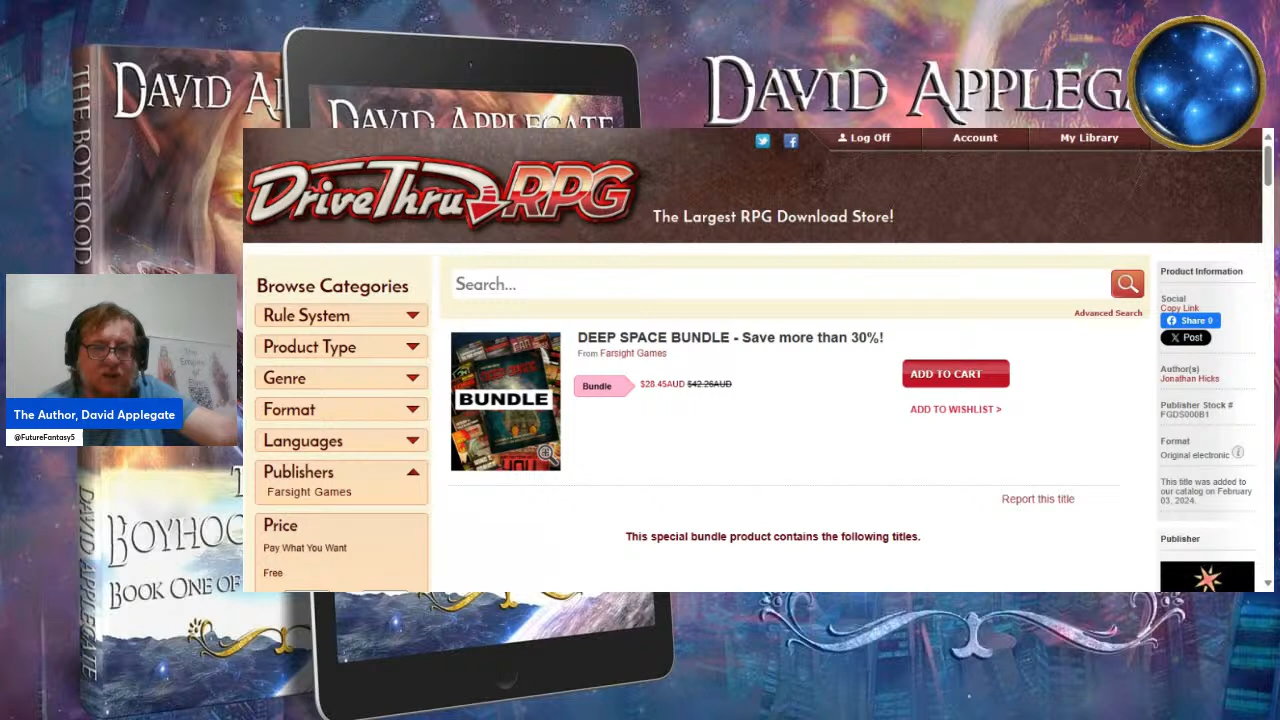 DAVID APPLEGA
DAVID AP
DAVID APPLEGATE
THE BOYHOOD
Log Off
Account
My Library
DriveThruRPG
The Largest RPG Download Store!
Browse Categories
Rule System
Product Type
Genre
Format
Languages
Publishers
Farsight Games
Price
Pay What You Want
Free
Search...
Advanced Search
DEEP SPACE BUNDLE - Save more than 30%!
From Farsight Games
Bundle
$28.45AUD $42.26AUD
ADD TO CART
ADD TO WISHLIST >
BUNDLE
YOU
Report this title
This special bundle product contains the following titles.
Product Information
Social
Copy Link
Share 0
X Post
Author(s)
Jonathan Hicks
Publisher Stock #
FGDS000B1
Format
Original electronic
This title was added to
our catalog on February
03, 2024.
Publisher
The Author, David Applegate
@FutureFantasy5
DAVID APPLEGATE
T
BOYHOO
BOOK ONE OF